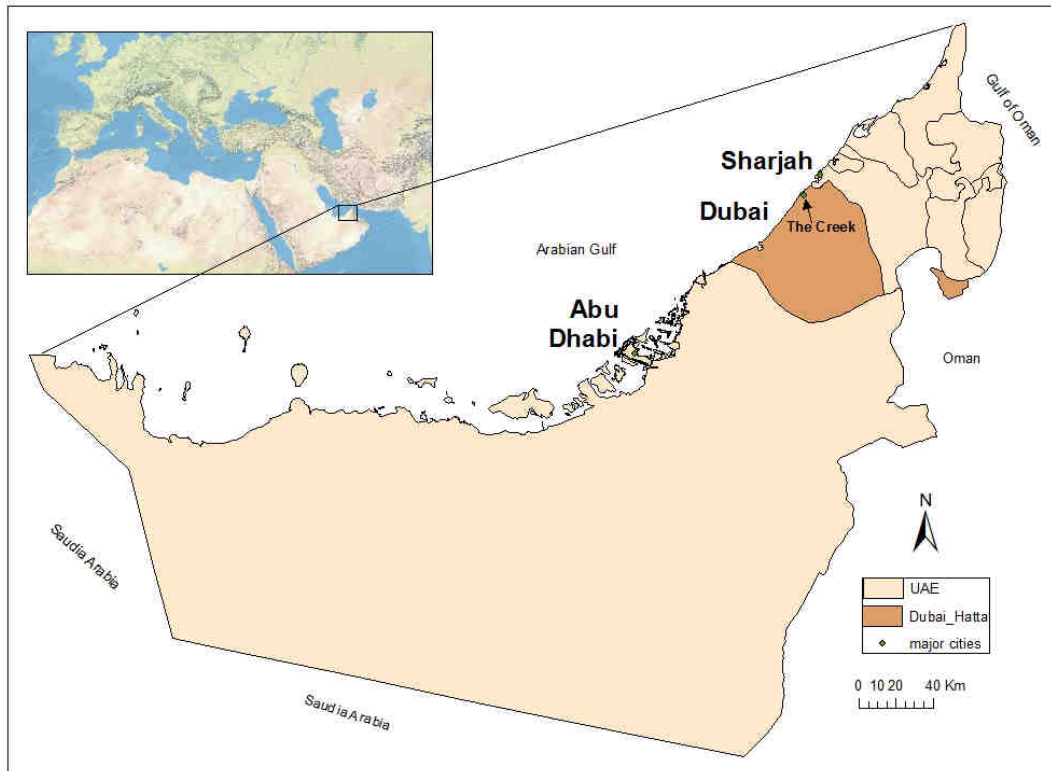 Gulf of Oman
Sharjah
Dubai
The Creek
Arabian Gulf
Abu
Dhabi
Oman
Saudia Arabia
Saudia Arabia
N
UAE
Dubai_Hatta
major cities
0 10 20 40 Km